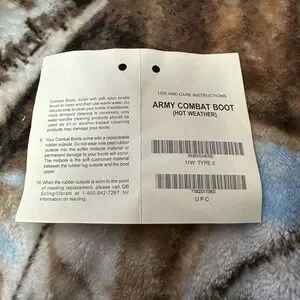 Combat Boots, brush with soft nylon bristle
brush to clean and then use warm water. Do
not use soap to clean your boots. If additional,
more stringent cleaning is necessary, only
water-soluble cleaning products should be
used as oil-or alcohol-based cleaning
products may damage your boots.
9. Your Combat Boots come with a replaceable
rubber outsole. Do not wear sole past rubber
outsole into the softer midsole material or
permanent damage to your boots will occur.
The midsole is the soft cushioned material
between the rubber lug outsole and the boot
upper.
10. When the rubber outsole is worn to the point
of needing replacement, please call QB
Soling/Vibram at 1-800-842-7267 for
information on resoling.
USE AND CARE INSTRUCTIONS
ARMY COMBAT BOOT
(HOT WEATHER)
11W TYPE 2
UPC